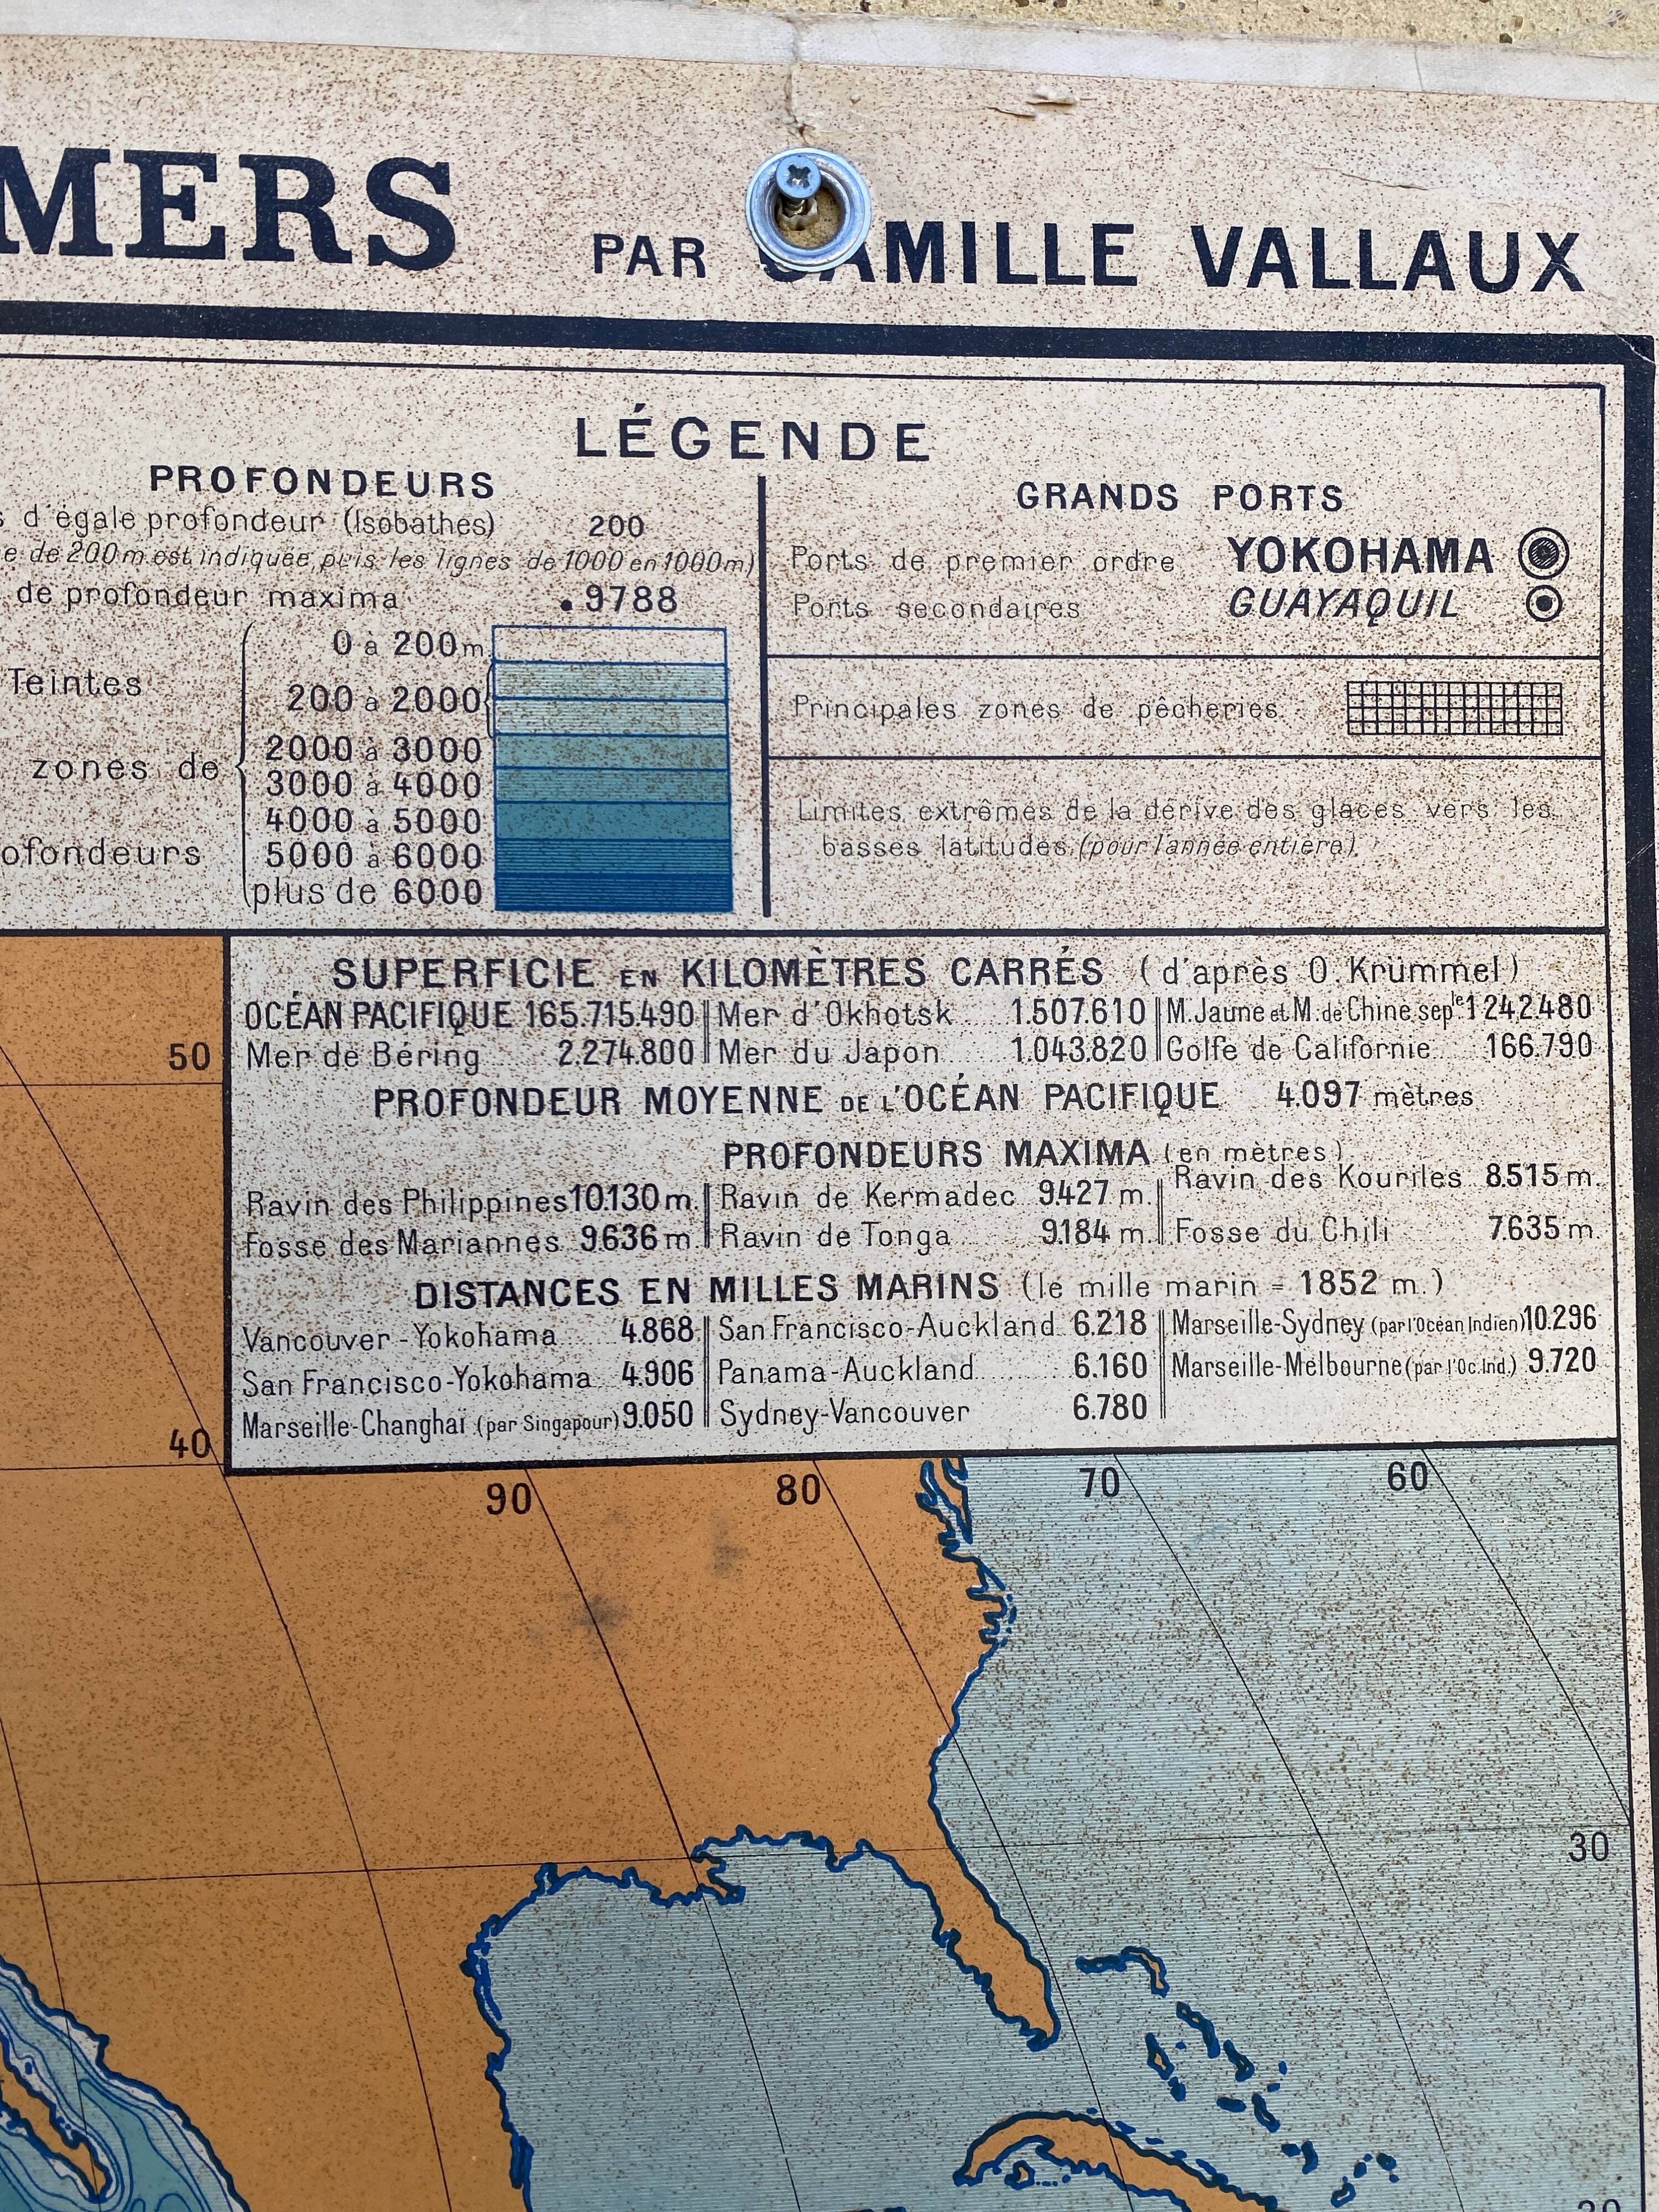 MERS PAR CAMILLE VALLAUX
LÉGENDE
PROFONDEURS
d'égale profondeur (Isobathes) 200
e de 200m est indiquée, puis les lignes de 1000 en 1000m)
de profondeur maxima .9788
Teintes
zones de
ofondeurs
0 à 200m.
200 à 2000
2000 à 3000
3000 à 4000
4000 à 5000
5000 à 6000
plus de 6000
GRANDS PORTS
Ports de premier ordre YOKOHAMA
Ports secondaires GUAYAQUIL
Principales zones de pêcheries
Limites extrêmes de la dérive des glaces vers les
basses latitudes (pour l'année entière)
SUPERFICIE EN KILOMÈTRES CARRÉS (d'après O. Krümmel)
OCÉAN PACIFIQUE 165.715.490 Mer d'Okhotsk 1.507.610 M. Jaune et M. de Chine seple 1242.480
Mer de Béring 2.274.800 Mer du Japon 1.043.820 Golfe de Californie 166.790
PROFONDEUR MOYENNE DE L'OCÉAN PACIFIQUE 4.097 mètres
PROFONDEURS MAXIMA (en mètres)
Ravin des Philippines 10.130 m. Ravin de Kermadec 9.427 m. Ravin des Kouriles 8.515 m.
Fosse des Mariannes 9.636 m. Ravin de Tonga 9.184 m. Fosse du Chili 7.635 m.
DISTANCES EN MILLES MARINS (le mille marin = 1852 m.)
Vancouver-Yokohama 4.868 San Francisco-Auckland 6.218 Marseille-Sydney (par l'Océan Indien) 10.296
San Francisco-Yokohama 4.906 Panama-Auckland 6.160 Marseille-Melbourne (par l'Oc. Ind.) 9.720
Marseille-Changhaï (par Singapour) 9.050 Sydney-Vancouver 6.780
50
40
90 80 70 60
30